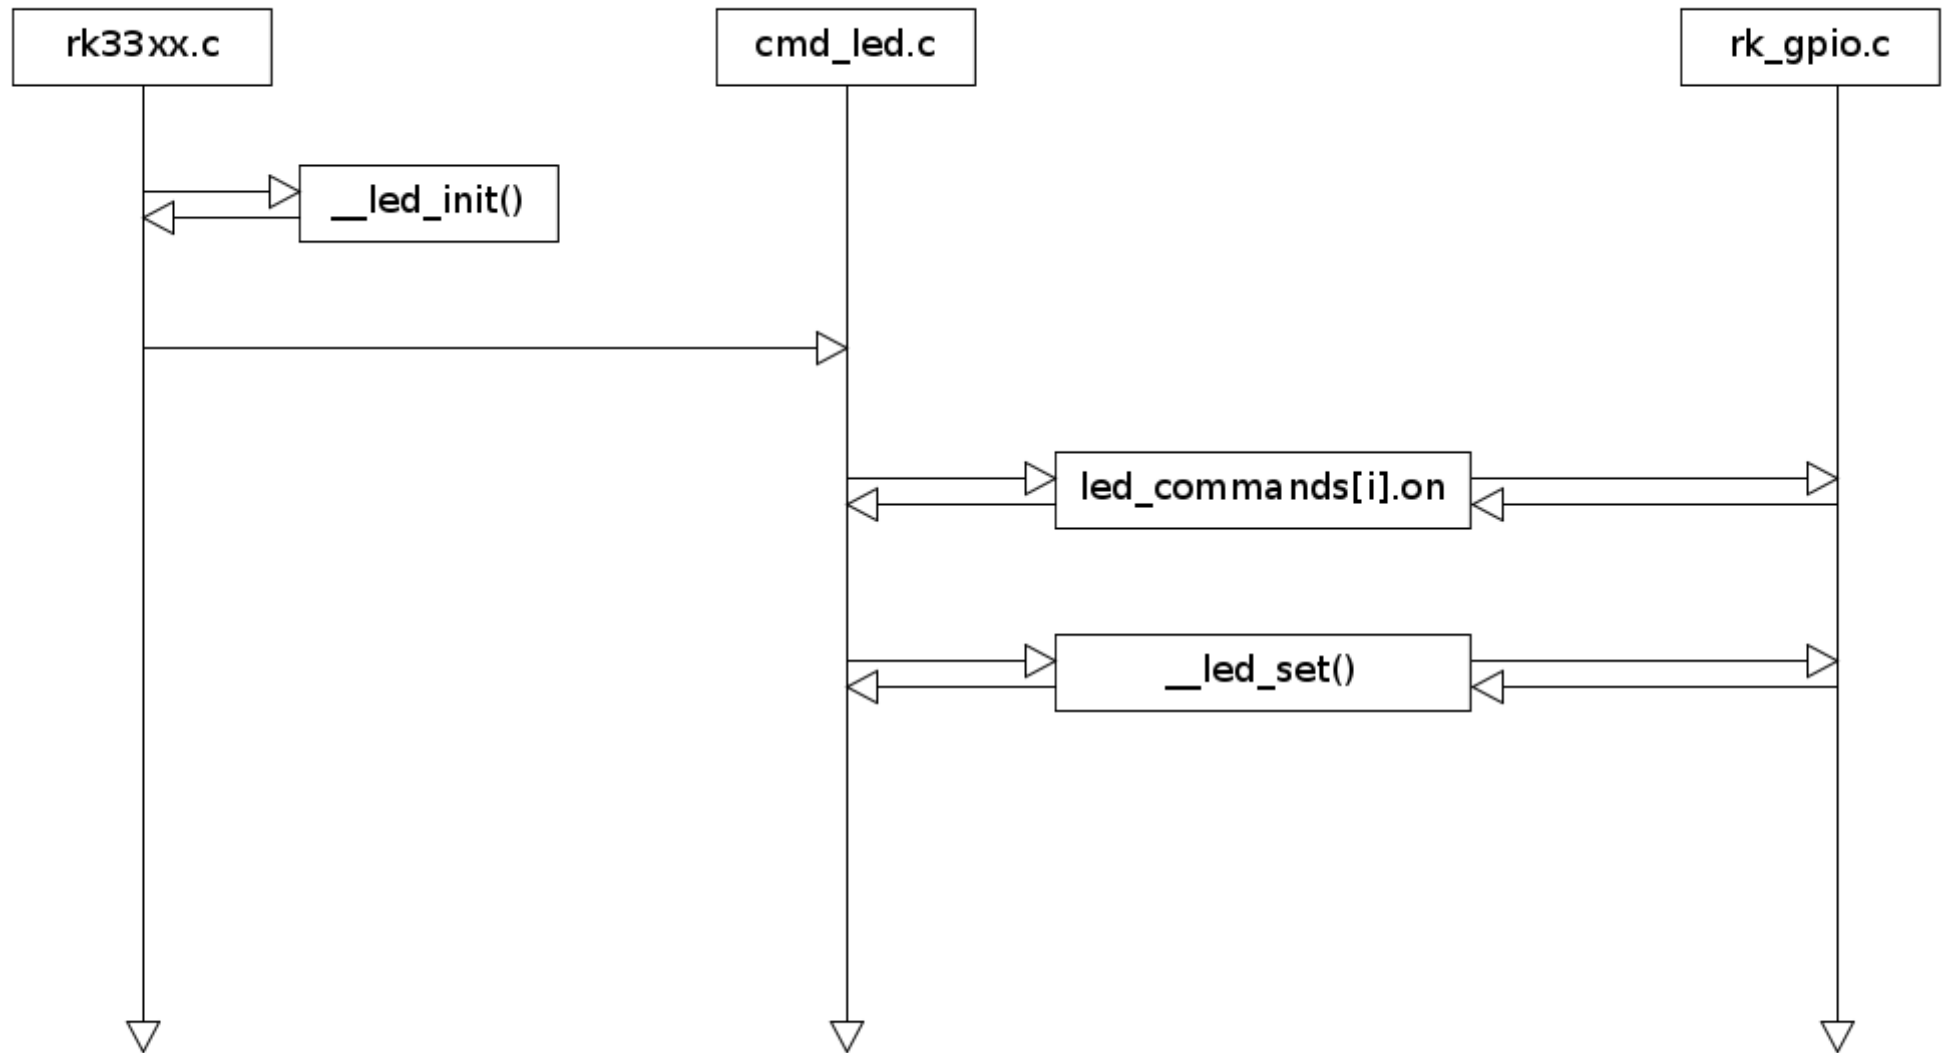 rk33xx.c
cmd_led.c
rk_gpio.c
__led_init()
led_commands[i].on
__led_set()